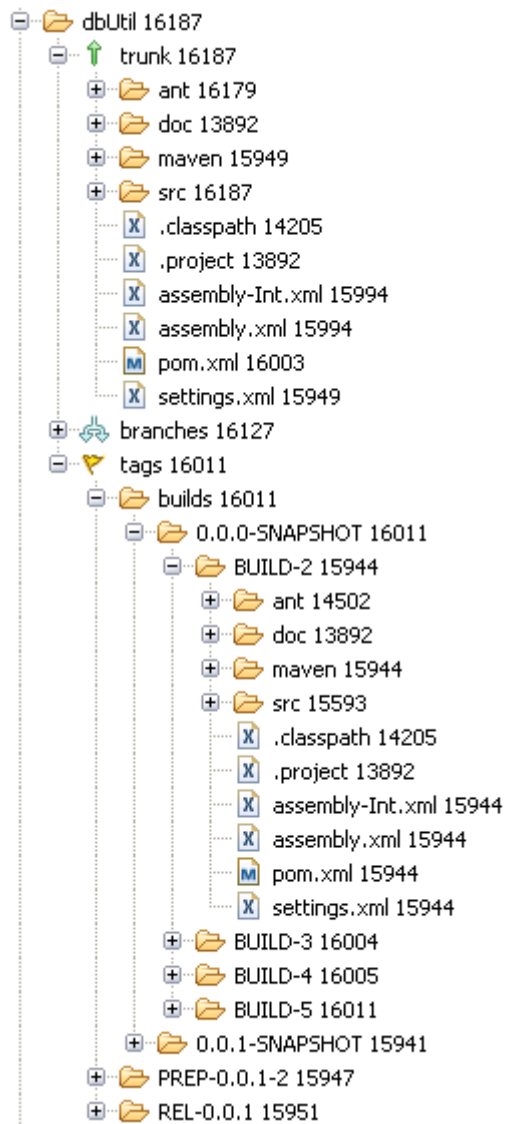 dbUtil 16187
trunk 16187
ant 16179
doc 13892
maven 15949
src 16187
.classpath 14205
.project 13892
assembly-Int.xml 15994
assembly.xml 15994
pom.xml 16003
settings.xml 15949
branches 16127
tags 16011
builds 16011
0.0.0-SNAPSHOT 16011
BUILD-2 15944
ant 14502
doc 13892
maven 15944
src 15593
.classpath 14205
.project 13892
assembly-Int.xml 15944
assembly.xml 15944
pom.xml 15944
settings.xml 15944
BUILD-3 16004
BUILD-4 16005
BUILD-5 16011
0.0.1-SNAPSHOT 15941
PREP-0.0.1-2 15947
REL-0.0.1 15951